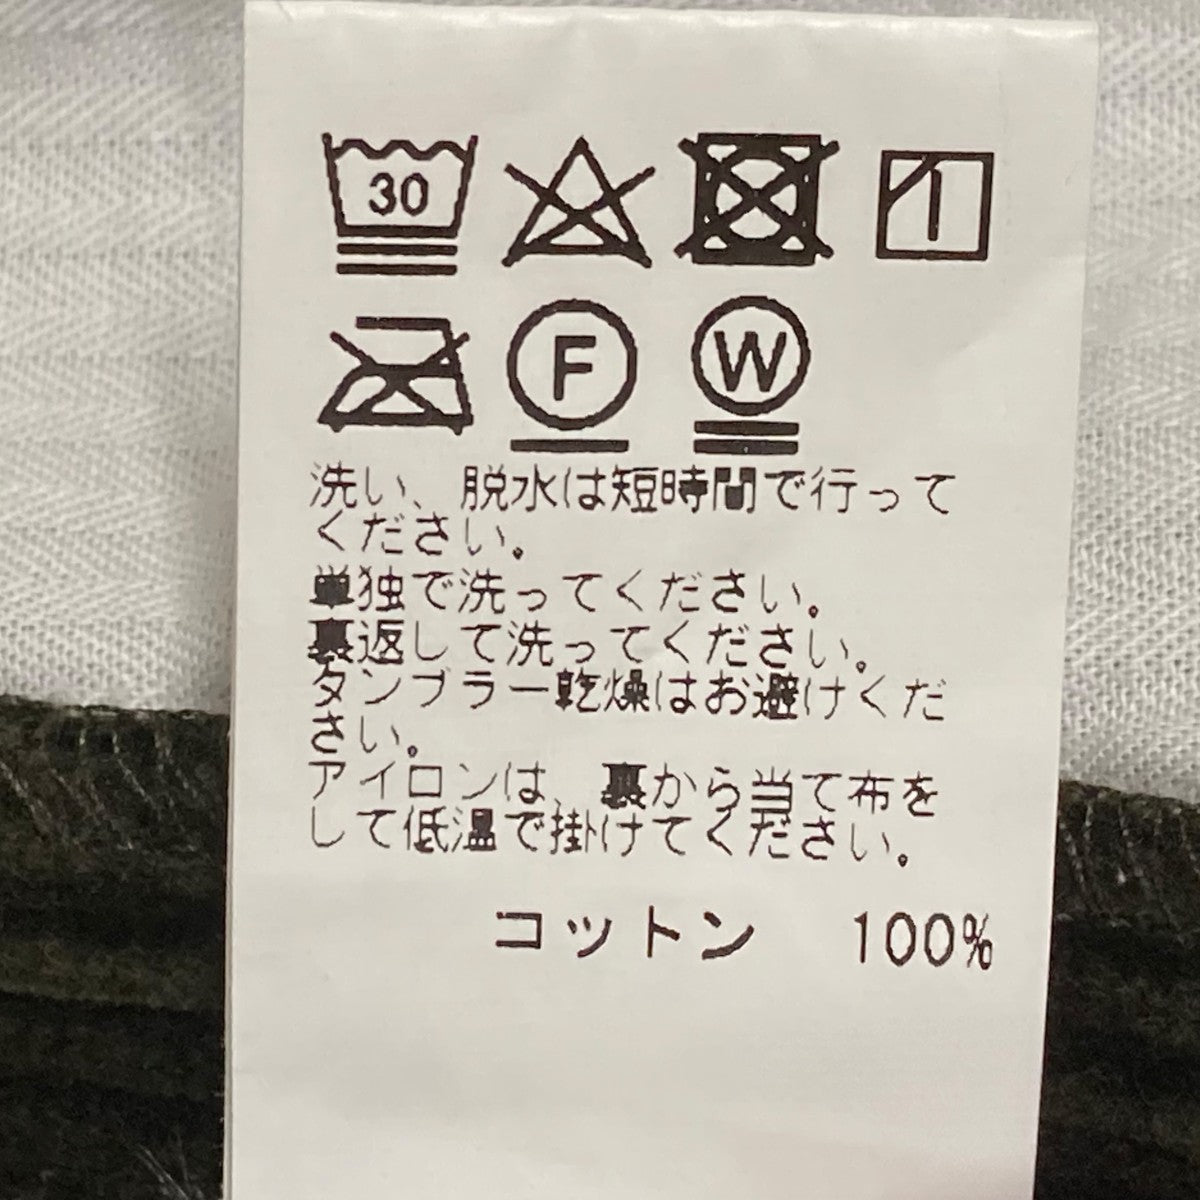 30
F
W
洗い、脱水は短時間で行って
ください。
単独で洗ってください。
裏返して洗ってください。
タンブラー乾燥はお避けくだ
さい。
アイロンは、裏から当て布を
して低温で掛けてください。
コットン 100%